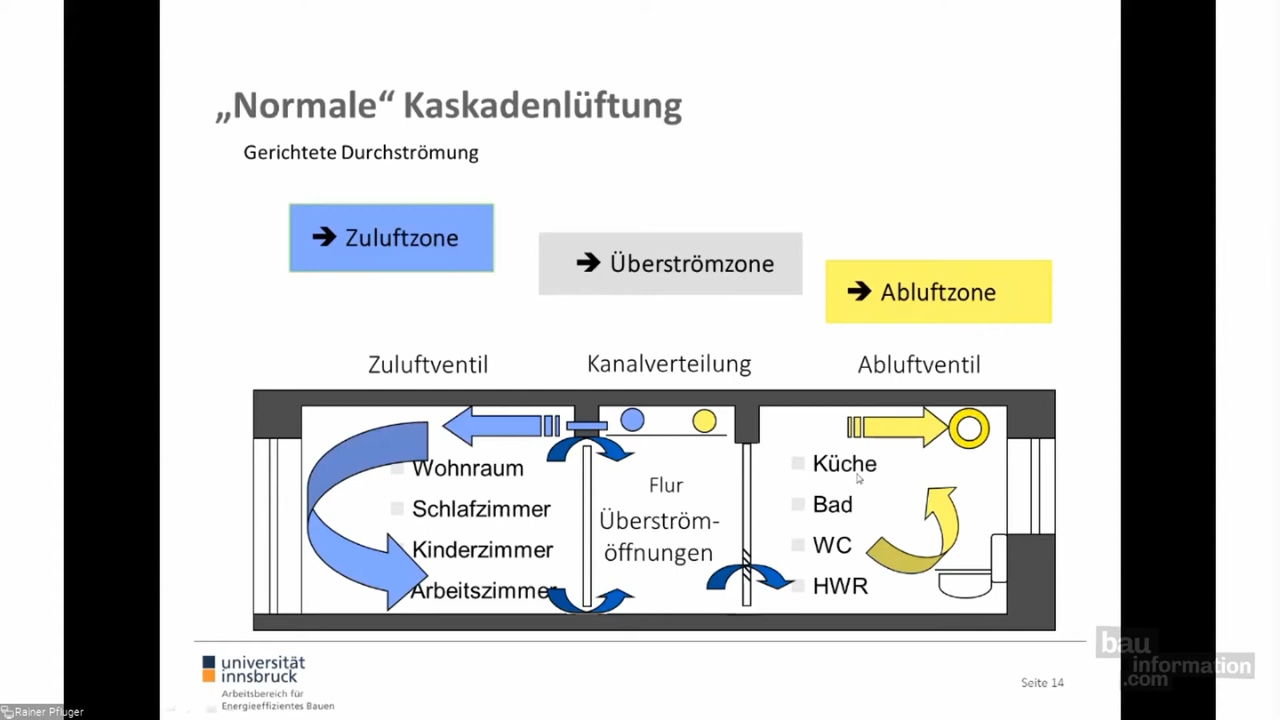 „Normale“ Kaskadenlüftung
Gerichtete Durchströmung
➔ Zuluftzone
➔ Überströmzone
➔ Abluftzone
Zuluftventil
Kanalverteilung
Abluftventil
Wohnraum
Schlafzimmer
Kinderzimmer
Arbeitszimmer
Flur
Überström-
öffnungen
Küche
Bad
WC
HWR
universität
innsbruck
Arbeitsbereich für
Energieeffizientes Bauen
Seite 14
bau
information
.com
Rainer Pfluger